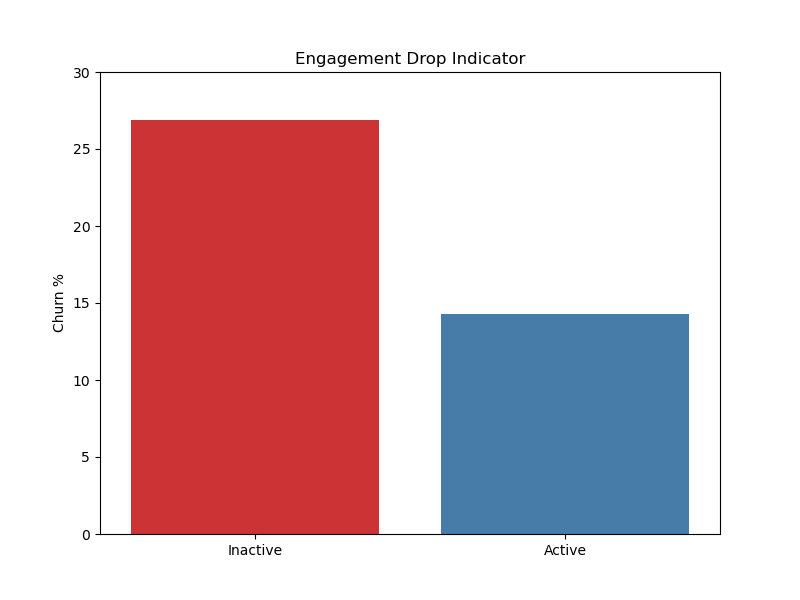 Engagement Drop Indicator
30
25
20
15
10
5
0
Churn %
Inactive
Active